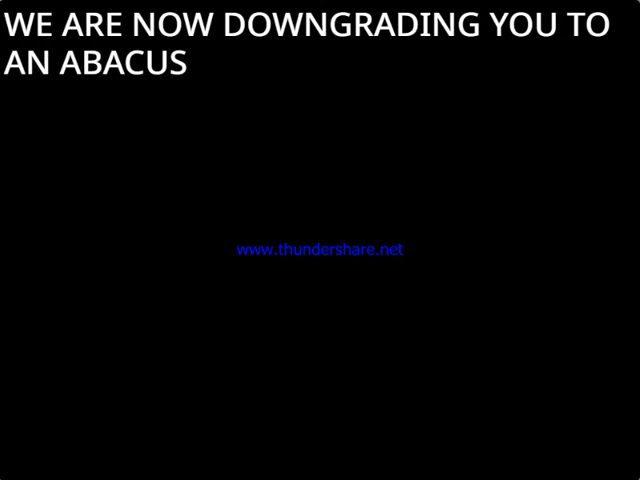 WE ARE NOW DOWNGRADING YOU TO
AN ABACUS
www.thundershare.net